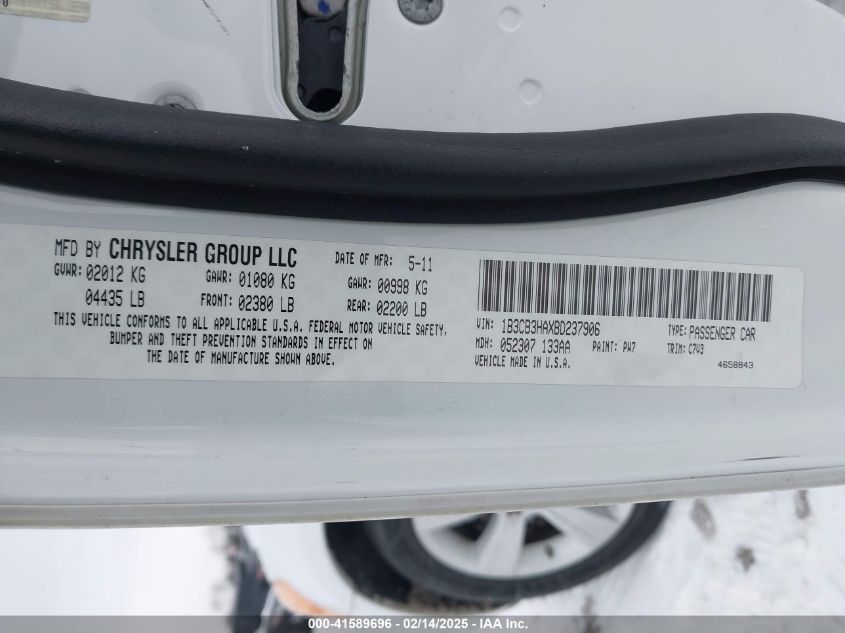 MFD BY CHRYSLER GROUP LLC DATE OF MFR: 5-11
GVWR: 02012 KG GAWR: 01080 KG GAWR: 00998 KG
04435 LB FRONT: 02380 LB REAR: 02200 LB
THIS VEHICLE CONFORMS TO ALL APPLICABLE U.S.A. FEDERAL MOTOR VEHICLE SAFETY,
BUMPER AND THEFT PREVENTION STANDARDS IN EFFECT ON
THE DATE OF MANUFACTURE SHOWN ABOVE.
VIN: 1B3CB3HAXBD237906 TYPE: PASSENGER CAR
MDH: 052307 133AA PAINT: PW7 TRIM: C7V3
VEHICLE MADE IN U.S.A. 4658843
000-41589696 - 02/14/2025 - IAA Inc.